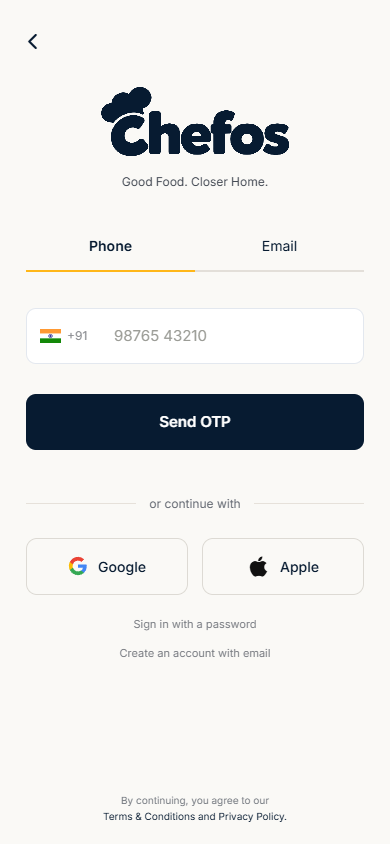 Chefos
Good Food. Closer Home.
Phone
Email
+91
98765 43210
Send OTP
or continue with
Google
Apple
Sign in with a password
Create an account with email
By continuing, you agree to our
Terms & Conditions and Privacy Policy.